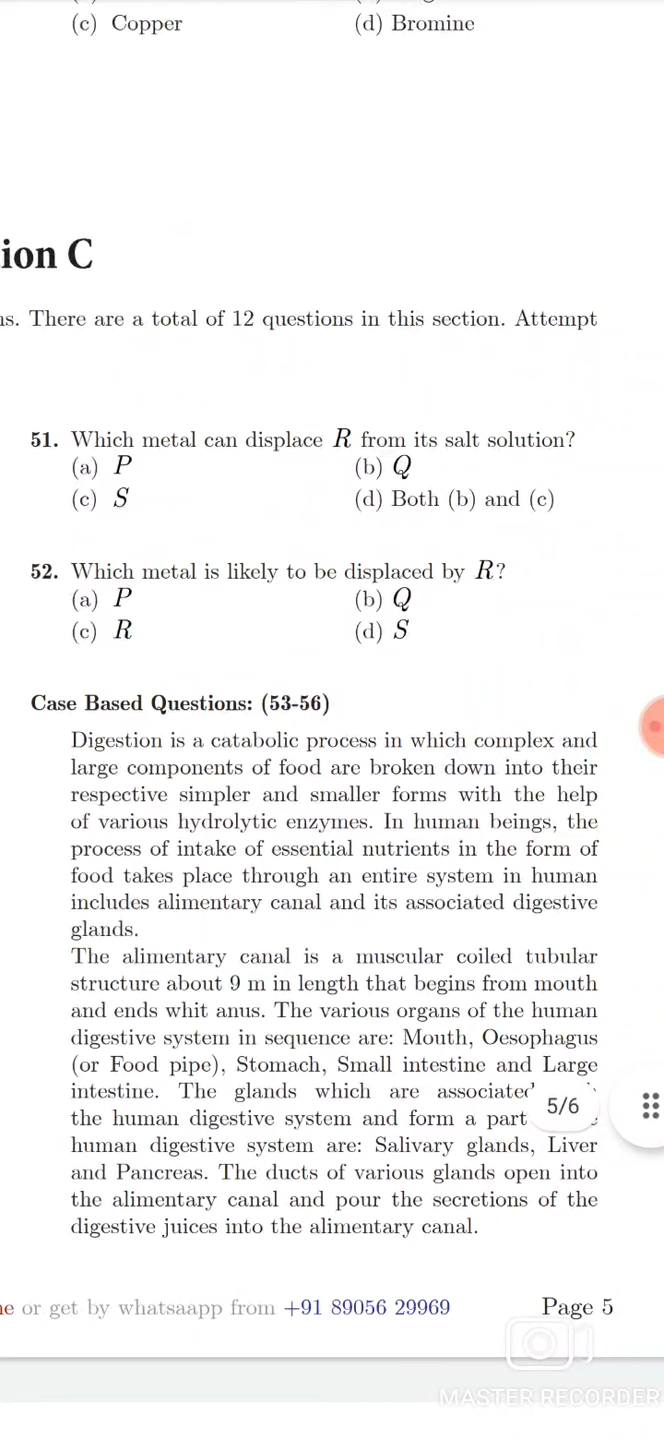 (c) Copper (d) Bromine
ion C
ns. There are a total of 12 questions in this section. Attempt
51. Which metal can displace R from its salt solution?
(a) P (b) Q
(c) S (d) Both (b) and (c)
52. Which metal is likely to be displaced by R?
(a) P (b) Q
(c) R (d) S
Case Based Questions: (53-56)
Digestion is a catabolic process in which complex and
large components of food are broken down into their
respective simpler and smaller forms with the help
of various hydrolytic enzymes. In human beings, the
process of intake of essential nutrients in the form of
food takes place through an entire system in human
includes alimentary canal and its associated digestive
glands.
The alimentary canal is a muscular coiled tubular
structure about 9 m in length that begins from mouth
and ends whit anus. The various organs of the human
digestive system in sequence are: Mouth, Oesophagus
(or Food pipe), Stomach, Small intestine and Large
intestine. The glands which are associated
5/6
the human digestive system and form a part
human digestive system are: Salivary glands, Liver
and Pancreas. The ducts of various glands open into
the alimentary canal and pour the secretions of the
digestive juices into the alimentary canal.
ne or get by whatsaapp from +91 89056 29969 Page 5
MASTER RECORDER